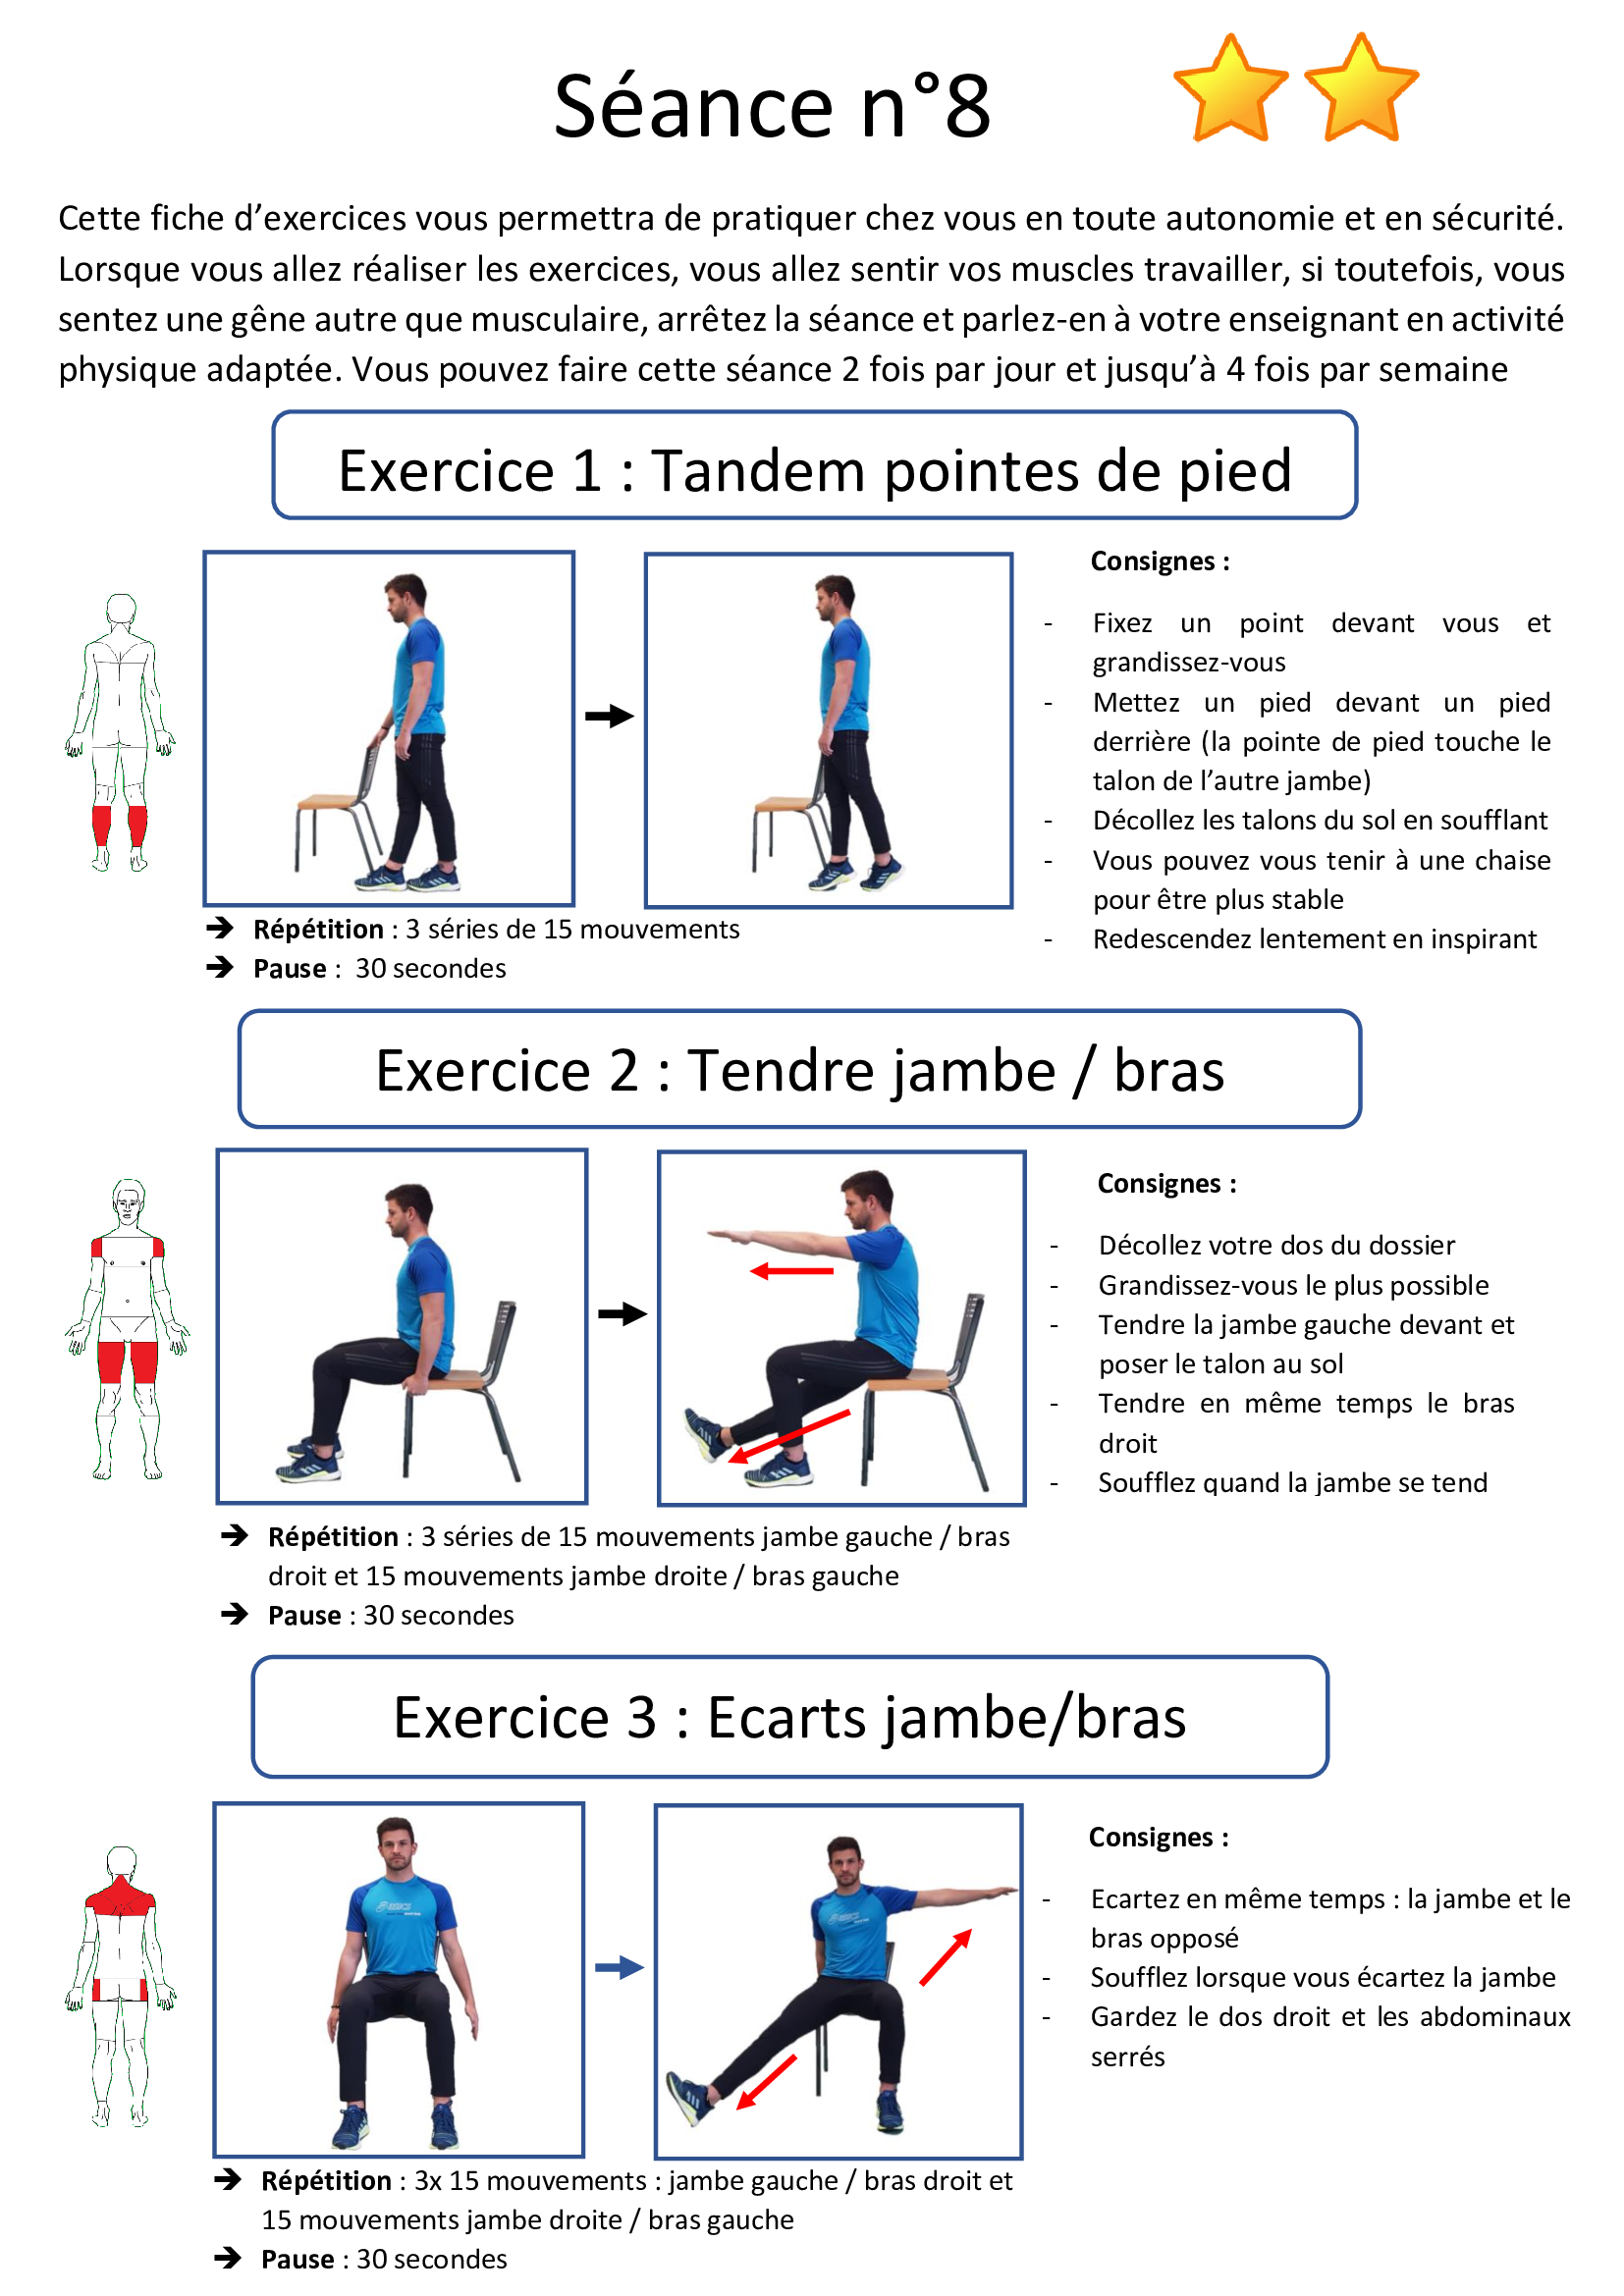 Séance n°8
Cette fiche d’exercices vous permettra de pratiquer chez vous en toute autonomie et en sécurité.
Lorsque vous allez réaliser les exercices, vous allez sentir vos muscles travailler, si toutefois, vous
sentez une gêne autre que musculaire, arrêtez la séance et parlez-en à votre enseignant en activité
physique adaptée. Vous pouvez faire cette séance 2 fois par jour et jusqu’à 4 fois par semaine
Exercice 1 : Tandem pointes de pied
Consignes :
- Fixez un point devant vous et
grandissez-vous
- Mettez un pied devant un pied
derrière (la pointe de pied touche le
talon de l’autre jambe)
- Décollez les talons du sol en soufflant
- Vous pouvez vous tenir à une chaise
pour être plus stable
- Redescendez lentement en inspirant
➔ Répétition : 3 séries de 15 mouvements
➔ Pause : 30 secondes
Exercice 2 : Tendre jambe / bras
Consignes :
- Décollez votre dos du dossier
- Grandissez-vous le plus possible
- Tendre la jambe gauche devant et
poser le talon au sol
- Tendre en même temps le bras
droit
- Soufflez quand la jambe se tend
➔ Répétition : 3 séries de 15 mouvements jambe gauche / bras
droit et 15 mouvements jambe droite / bras gauche
➔ Pause : 30 secondes
Exercice 3 : Ecarts jambe/bras
Consignes :
- Ecartez en même temps : la jambe et le
bras opposé
- Soufflez lorsque vous écartez la jambe
- Gardez le dos droit et les abdominaux
serrés
➔ Répétition : 3x 15 mouvements : jambe gauche / bras droit et
15 mouvements jambe droite / bras gauche
➔ Pause : 30 secondes